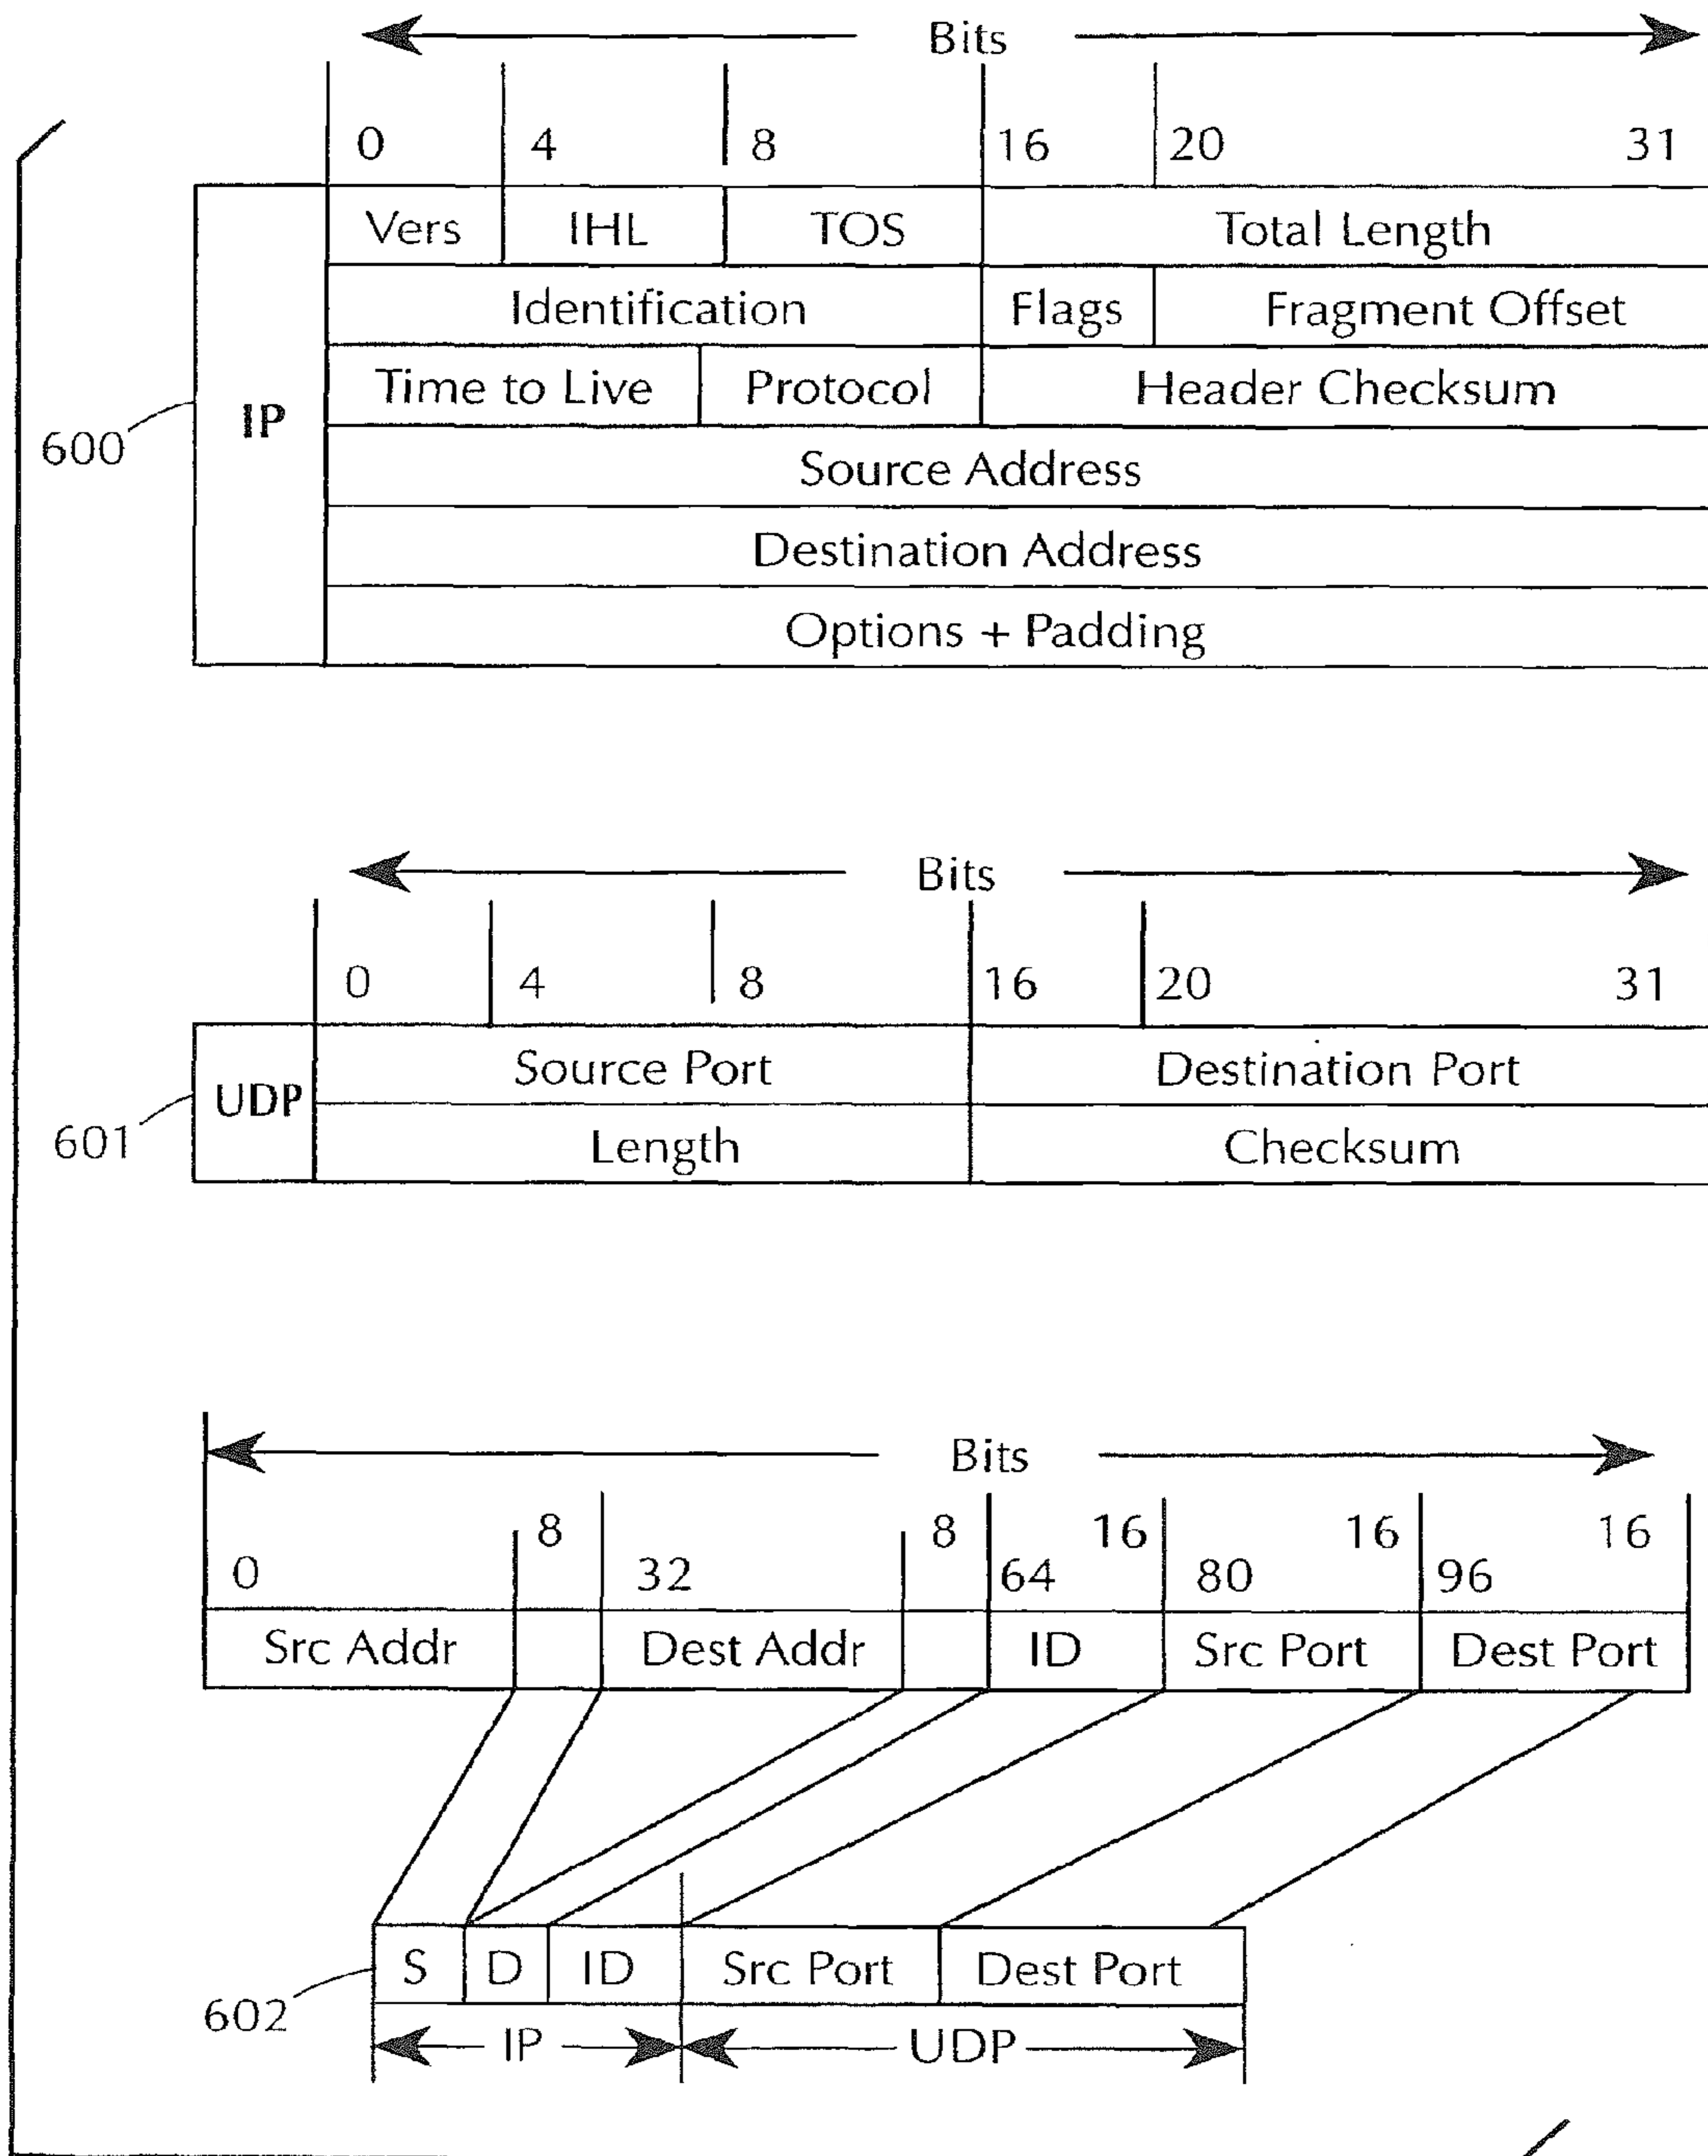 Bits
0 4 8 16 20 31
Vers IHL TOS Total Length
Identification Flags Fragment Offset
Time to Live Protocol Header Checksum
IP
600
Source Address
Destination Address
Options + Padding
Bits
0 4 8 16 20 31
Source Port Destination Port
UDP
601
Length Checksum
Bits
8 8 16 16 16
0 32 64 80 96
Src Addr Dest Addr ID Src Port Dest Port
S D ID Src Port Dest Port
602
IP UDP